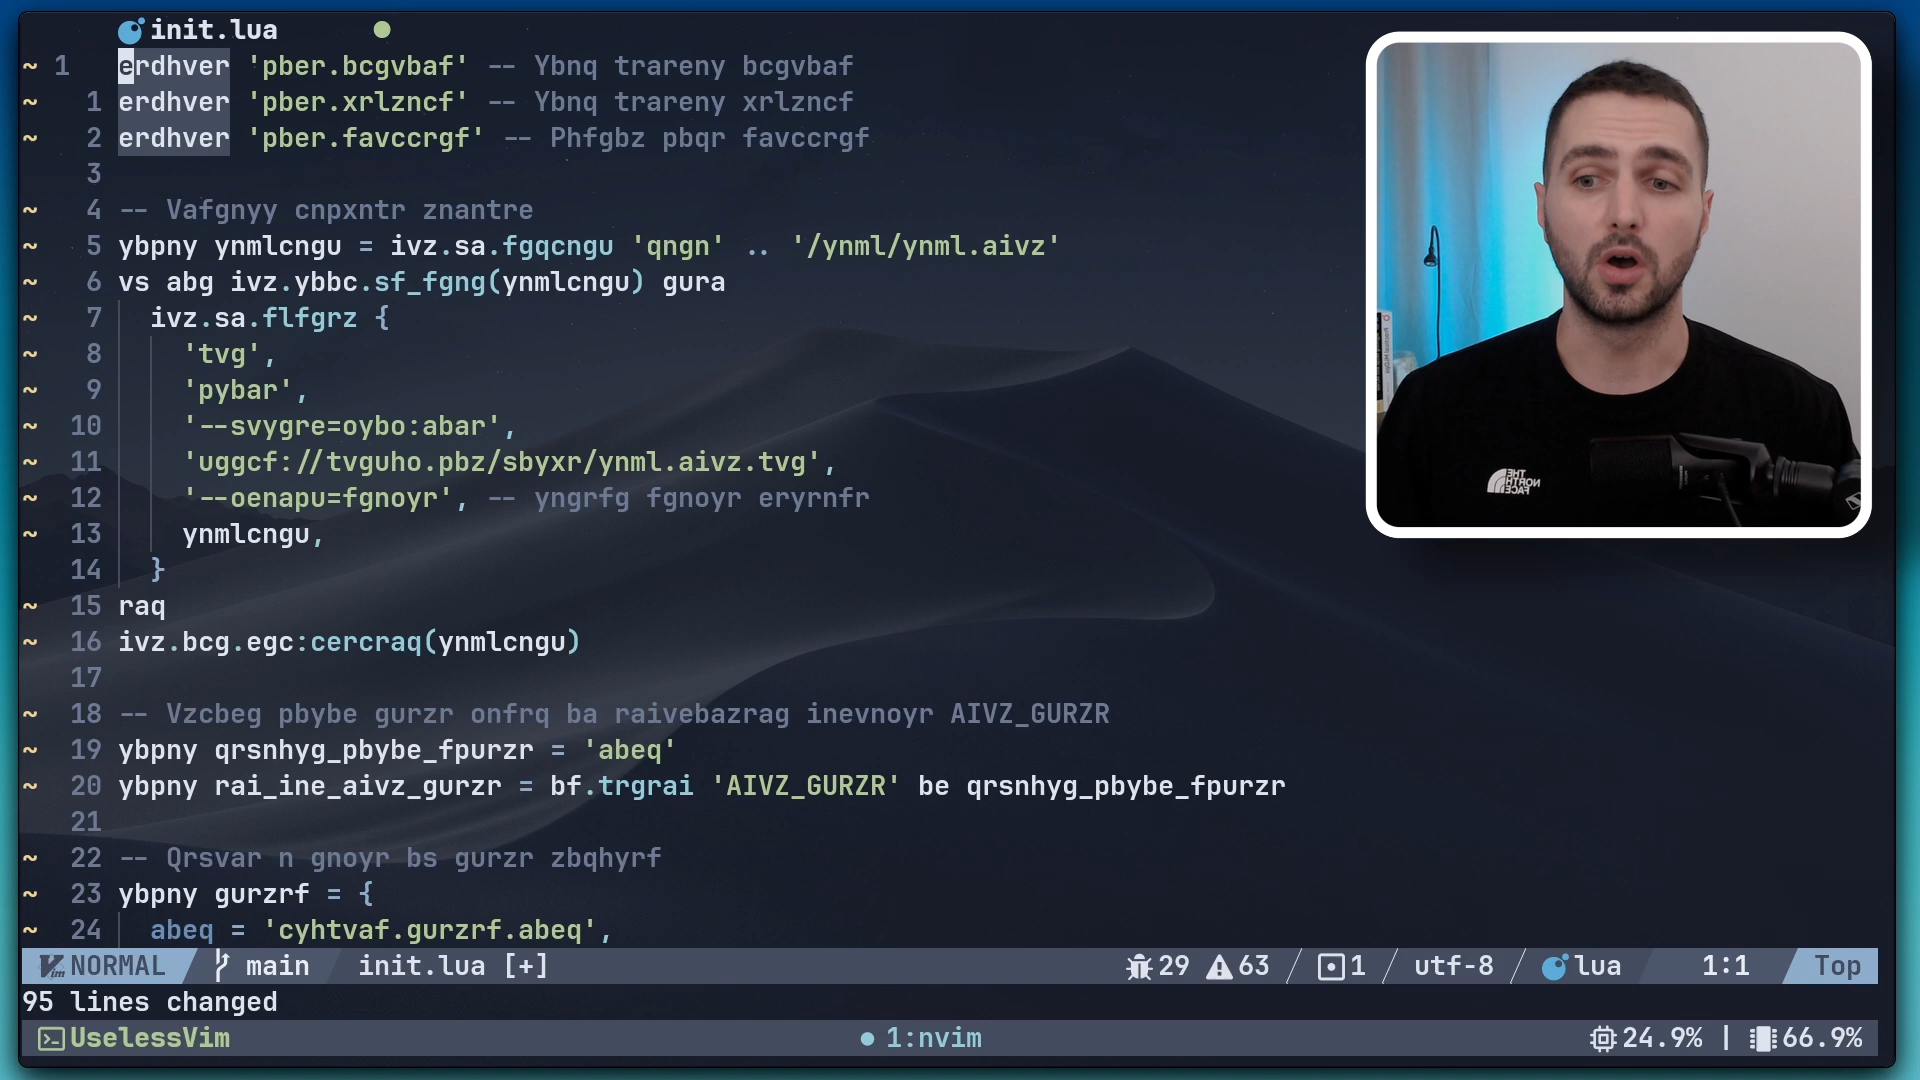 init.lua
~ 1 erdhver 'pber.bcgvbaf' -- Ybnq trareny bcgvbaf
~ 1 erdhver 'pber.xrlzncf' -- Ybnq trareny xrlzncf
~ 2 erdhver 'pber.favccrgf' -- Phfgbz pbqr favccrgf
3
~ 4 -- Vafgnyy cnpxntr znantre
~ 5 ybpny ynmlcngu = ivz.sa.fgqcngu 'qngn' .. '/ynml/ynml.aivz'
~ 6 vs abg ivz.ybbc.sf_fgng(ynmlcngu) gura
~ 7 ivz.sa.flfgrz {
~ 8 'tvg',
~ 9 'pybar',
~ 10 '--svygre=oybo:abar',
~ 11 'uggcf://tvguho.pbz/sbyxr/ynml.aivz.tvg',
~ 12 '--oenapu=fgnoyr', -- yngrfg fgnoyr eryrnfr
~ 13 ynmlcngu,
14 }
~ 15 raq
~ 16 ivz.bcg.egc:cercraq(ynmlcngu)
17
~ 18 -- Vzcbeg pbybe gurzr onfrq ba raivebazrag inevnoyr AIVZ_GURZR
~ 19 ybpny qrsnhyg_pbybe_fpurzr = 'abeq'
~ 20 ybpny rai_ine_aivz_gurzr = bf.trgrai 'AIVZ_GURZR' be qrsnhyg_pbybe_fpurzr
21
~ 22 -- Qrsvar n gnoyr bs gurzr zbqhyrf
~ 23 ybpny gurzrf = {
~ 24 abeq = 'cyhtvaf.gurzrf.abeq',
NORMAL main init.lua [+] 29 63 1 utf-8 lua 1:1 Top
95 lines changed
UselessVim 1:nvim 24.9% | 66.9%
THE
NORTH
FACE